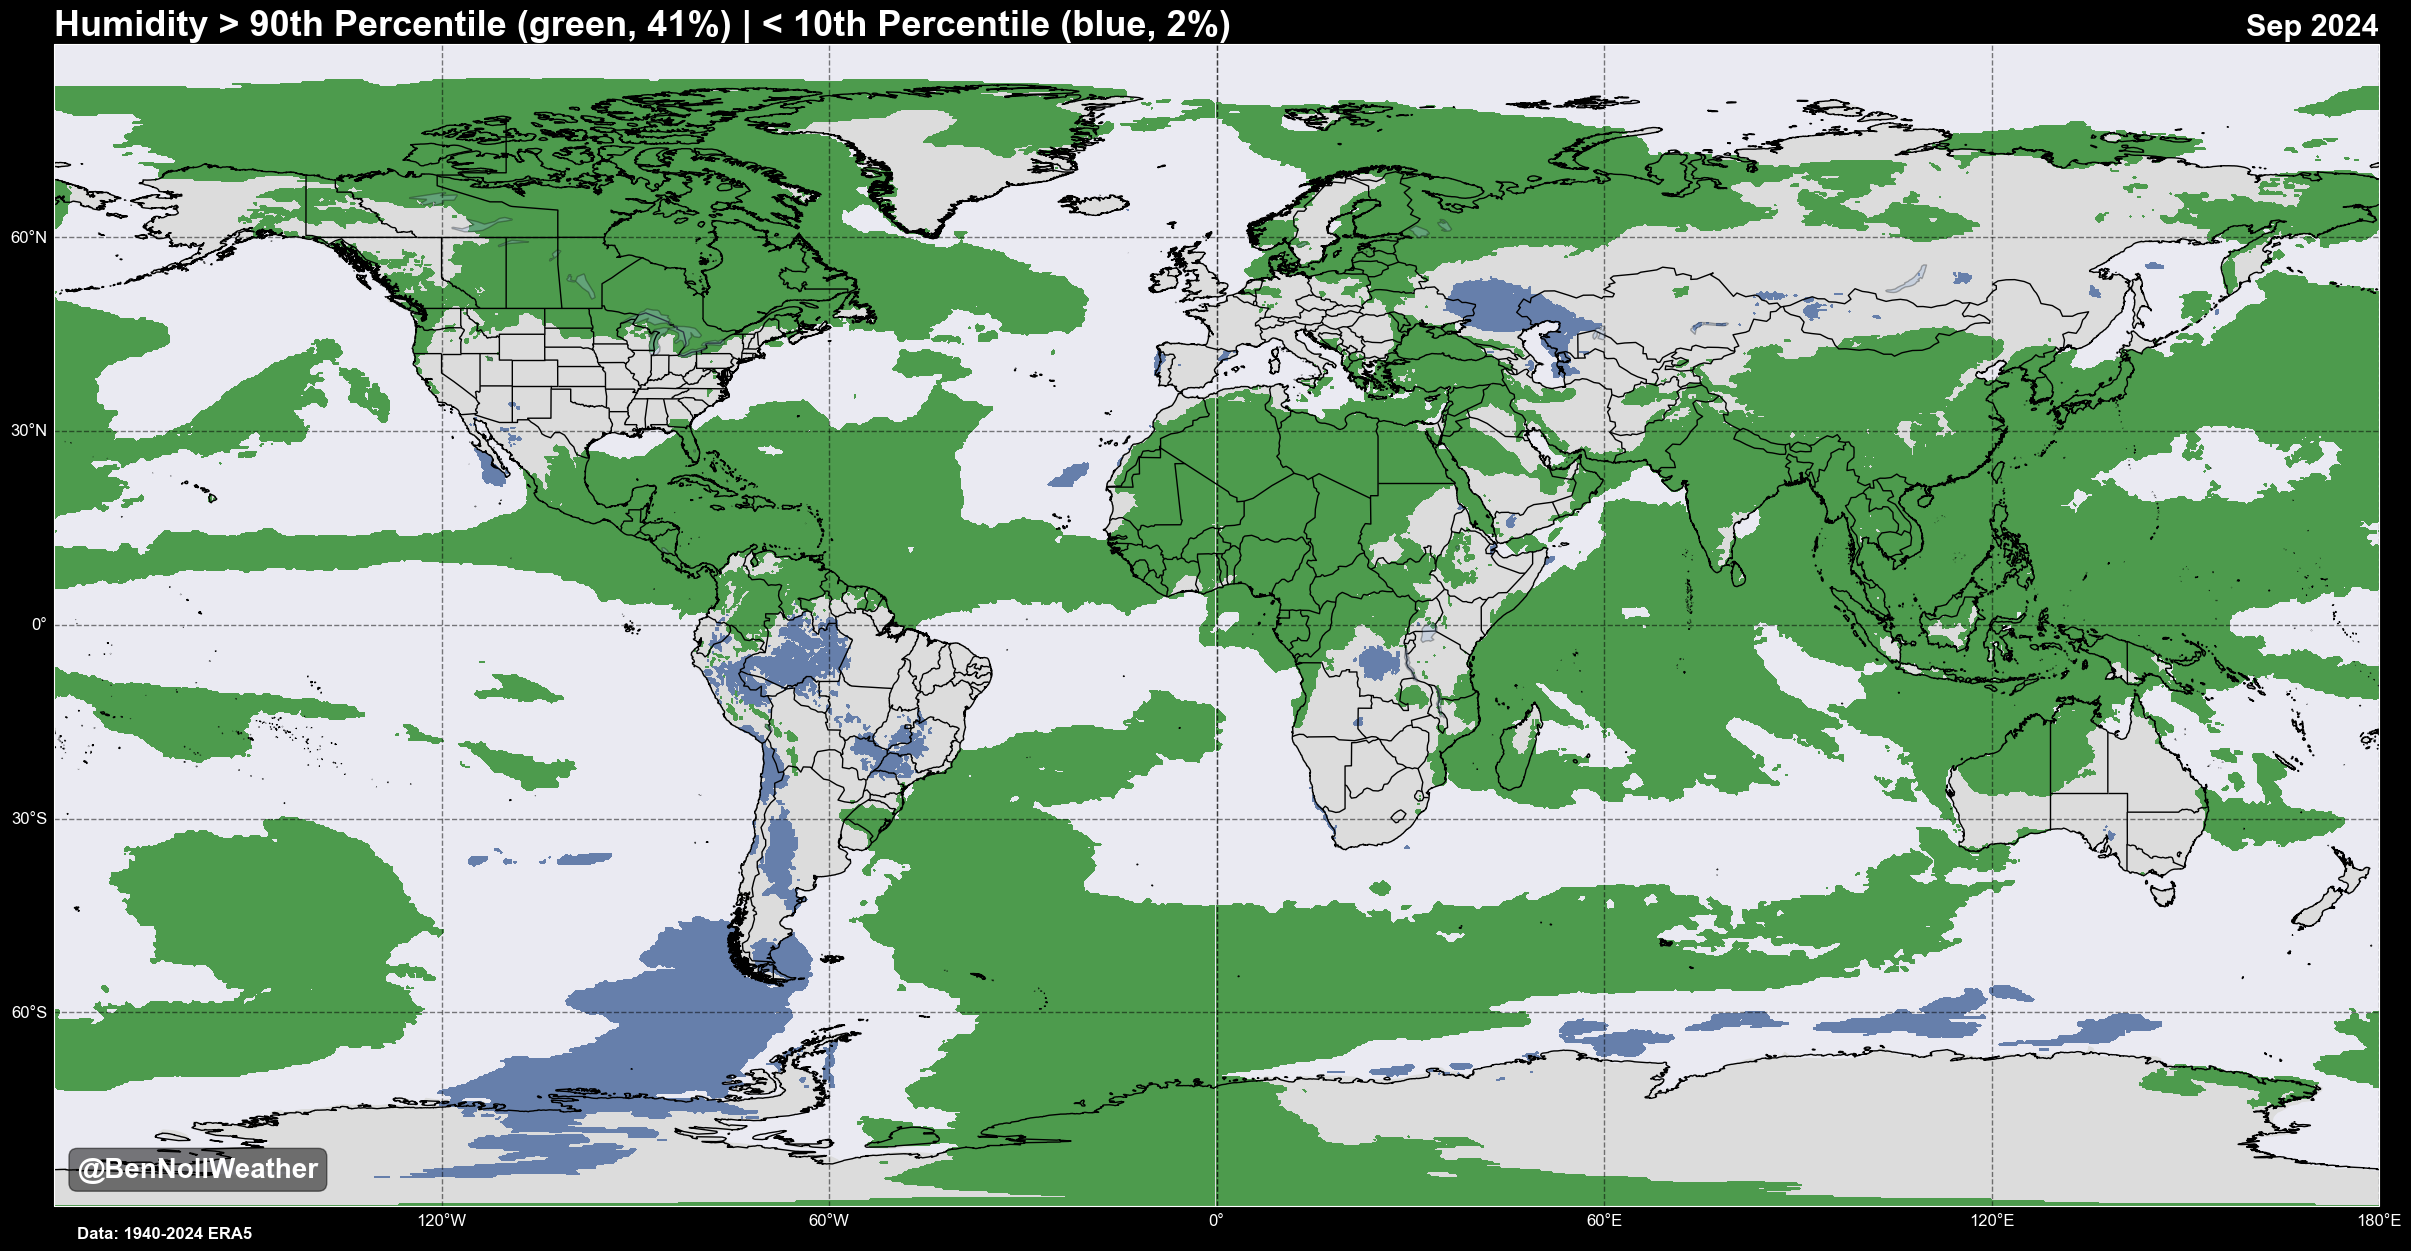 Humidity > 90th Percentile (green, 41%) | < 10th Percentile (blue, 2%)
Sep 2024
60°N
30°N
0°
30°S
60°S
@BenNollWeather
120°W
60°W
0°
60°E
120°E
180°E
Data: 1940-2024 ERA5